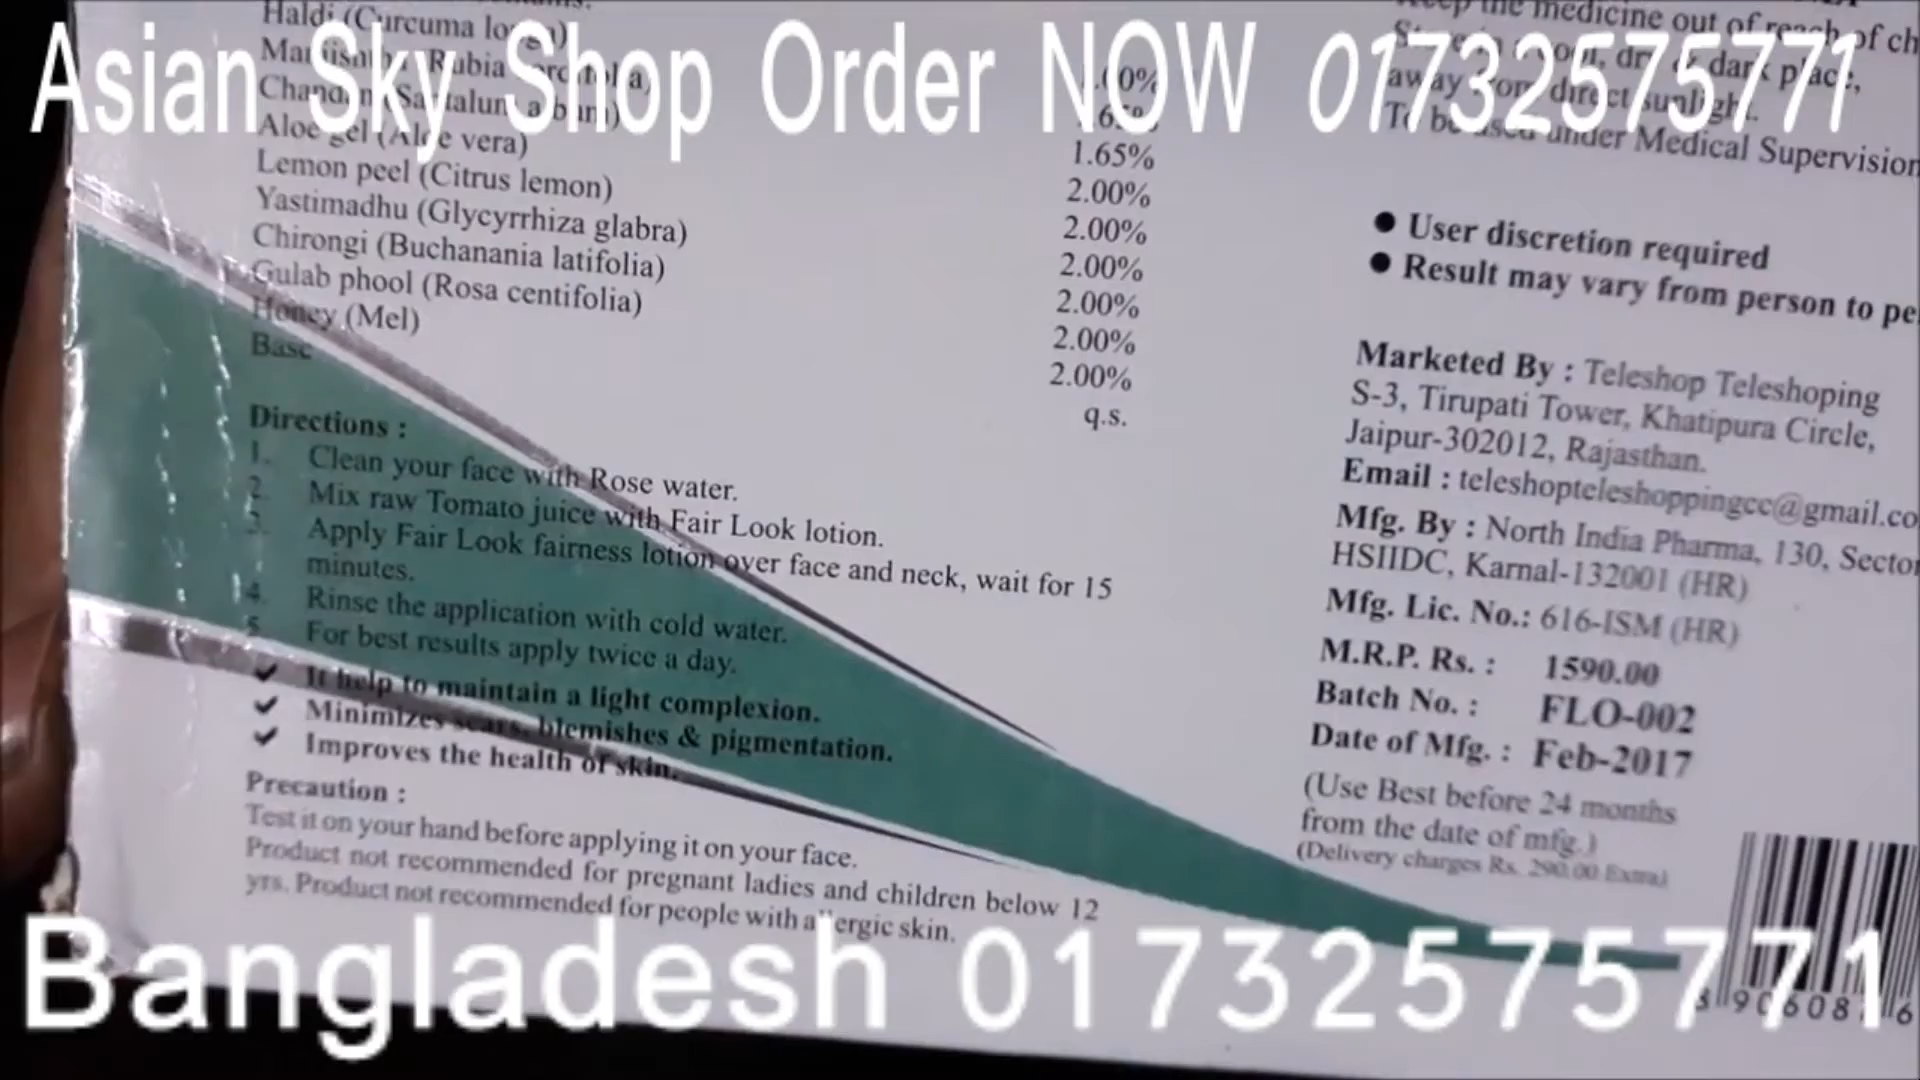 Asian Sky Shop Order NOW 01732575771
Haldi (Curcuma longa)
Chandan (Santalum album)
Aloe gel (Aloe vera)
Lemon peel (Citrus lemon)
Yastimadhu (Glycyrrhiza glabra)
Chirongi (Buchanania latifolia)
Gulab phool (Rosa centifolia)
Honey (Mel)
Base
1.65%
2.00%
2.00%
2.00%
2.00%
2.00%
2.00%
q.s.
Directions :
1. Clean your face with Rose water.
2. Mix raw Tomato juice with Fair Look lotion.
3. Apply Fair Look fairness lotion over face and neck, wait for 15
minutes.
4. Rinse the application with cold water.
5. For best results apply twice a day.
✔ It help to maintain a light complexion.
✔ Minimizes scars, blemishes & pigmentation.
✔ Improves the health of skin.
Precaution :
Test it on your hand before applying it on your face.
Product not recommended for pregnant ladies and children below 12
yrs. Product not recommended for people with allergic skin.
Keep the medicine out of reach of
Store in a cool, dry & dark place,
away from direct sunlight.
To be used under Medical Supervision
● User discretion required
● Result may vary from person to
Marketed By : Teleshop Teleshoping
S-3, Tirupati Tower, Khatipura Circle,
Jaipur-302012, Rajasthan.
Email : teleshopteleshoppingcc@gmail.co
Mfg. By : North India Pharma, 130, Sector
HSIIDC, Karnal-132001 (HR)
Mfg. Lic. No.: 616-ISM (HR)
M.R.P. Rs. : 1590.00
Batch No. : FLO-002
Date of Mfg. : Feb-2017
(Use Best before 24 months
from the date of mfg.)
(Delivery charges Rs. 290.00 Extra)
Bangladesh 01732575771